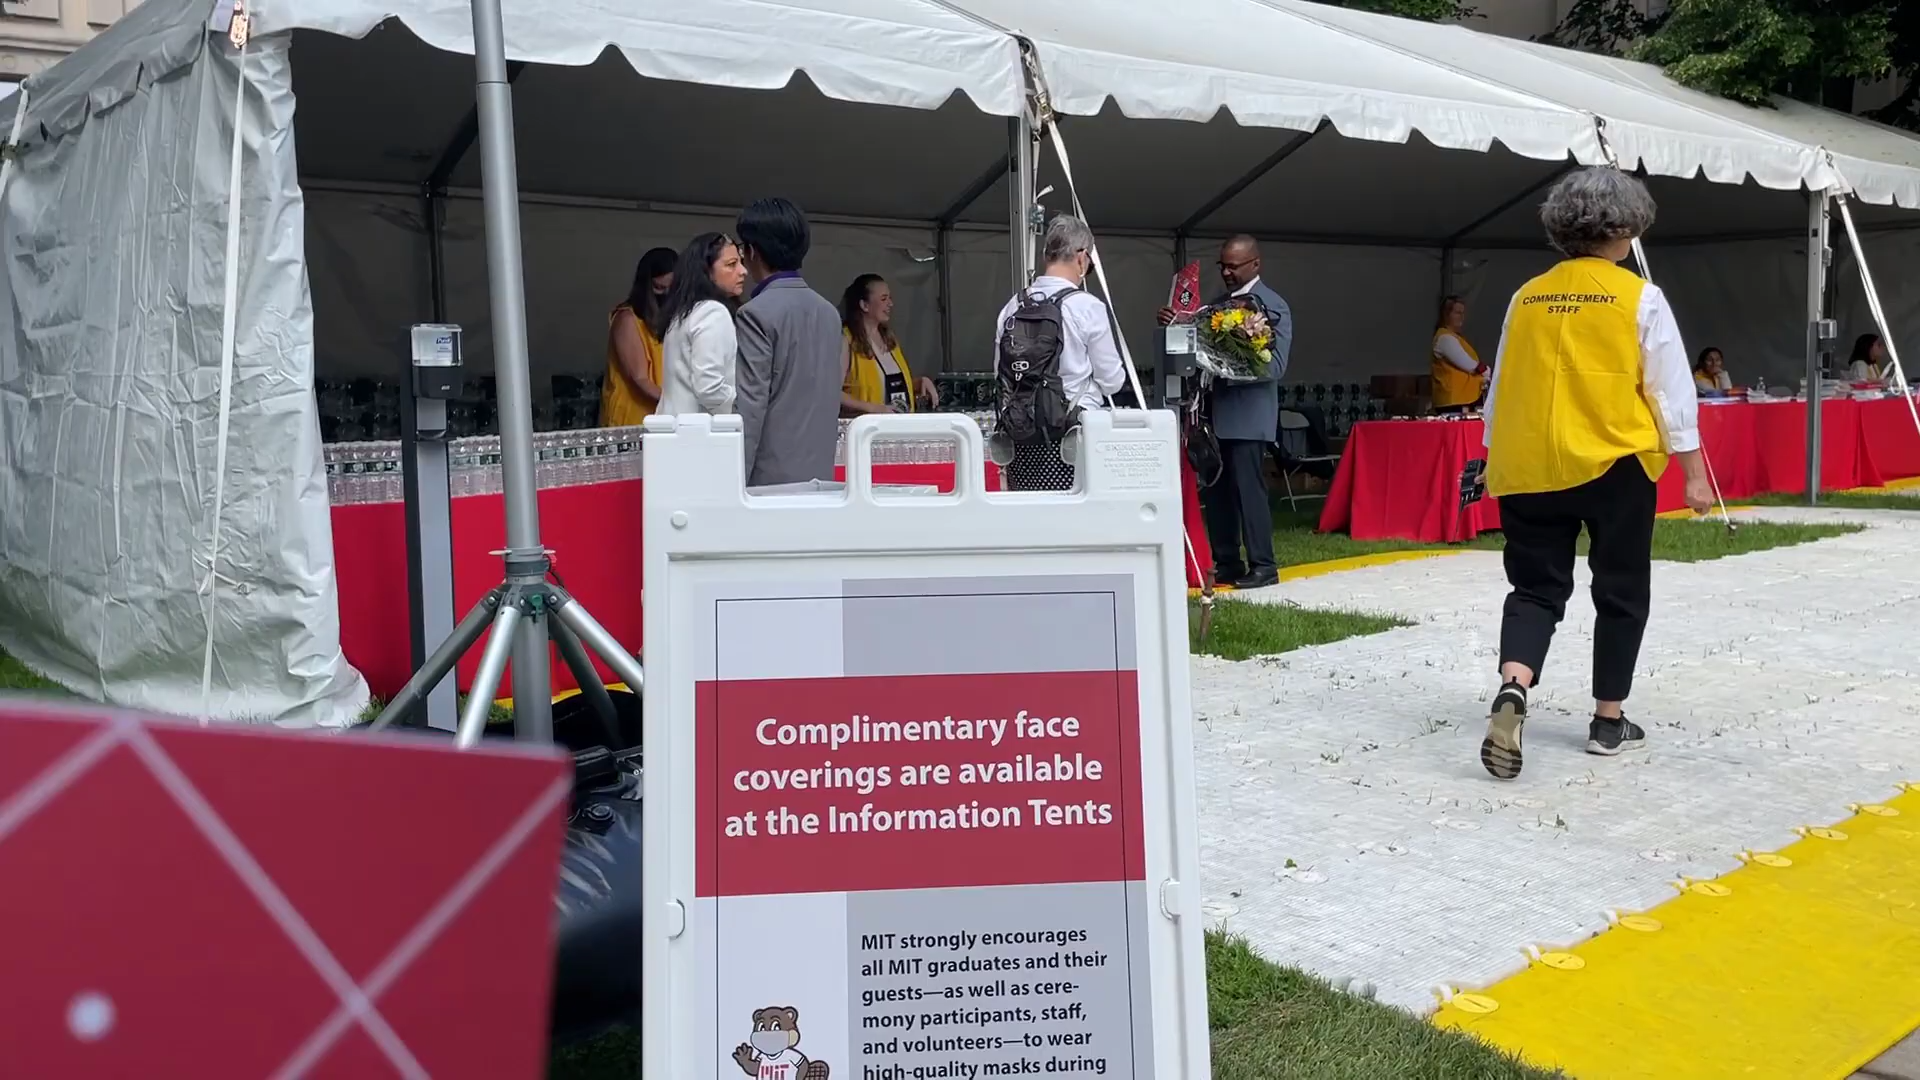 COMMENCEMENT
STAFF
Complimentary face
coverings are available
at the Information Tents
MIT strongly encourages
all MIT graduates and their
guests—as well as cere-
mony participants, staff,
and volunteers—to wear
high-quality masks during
MIT